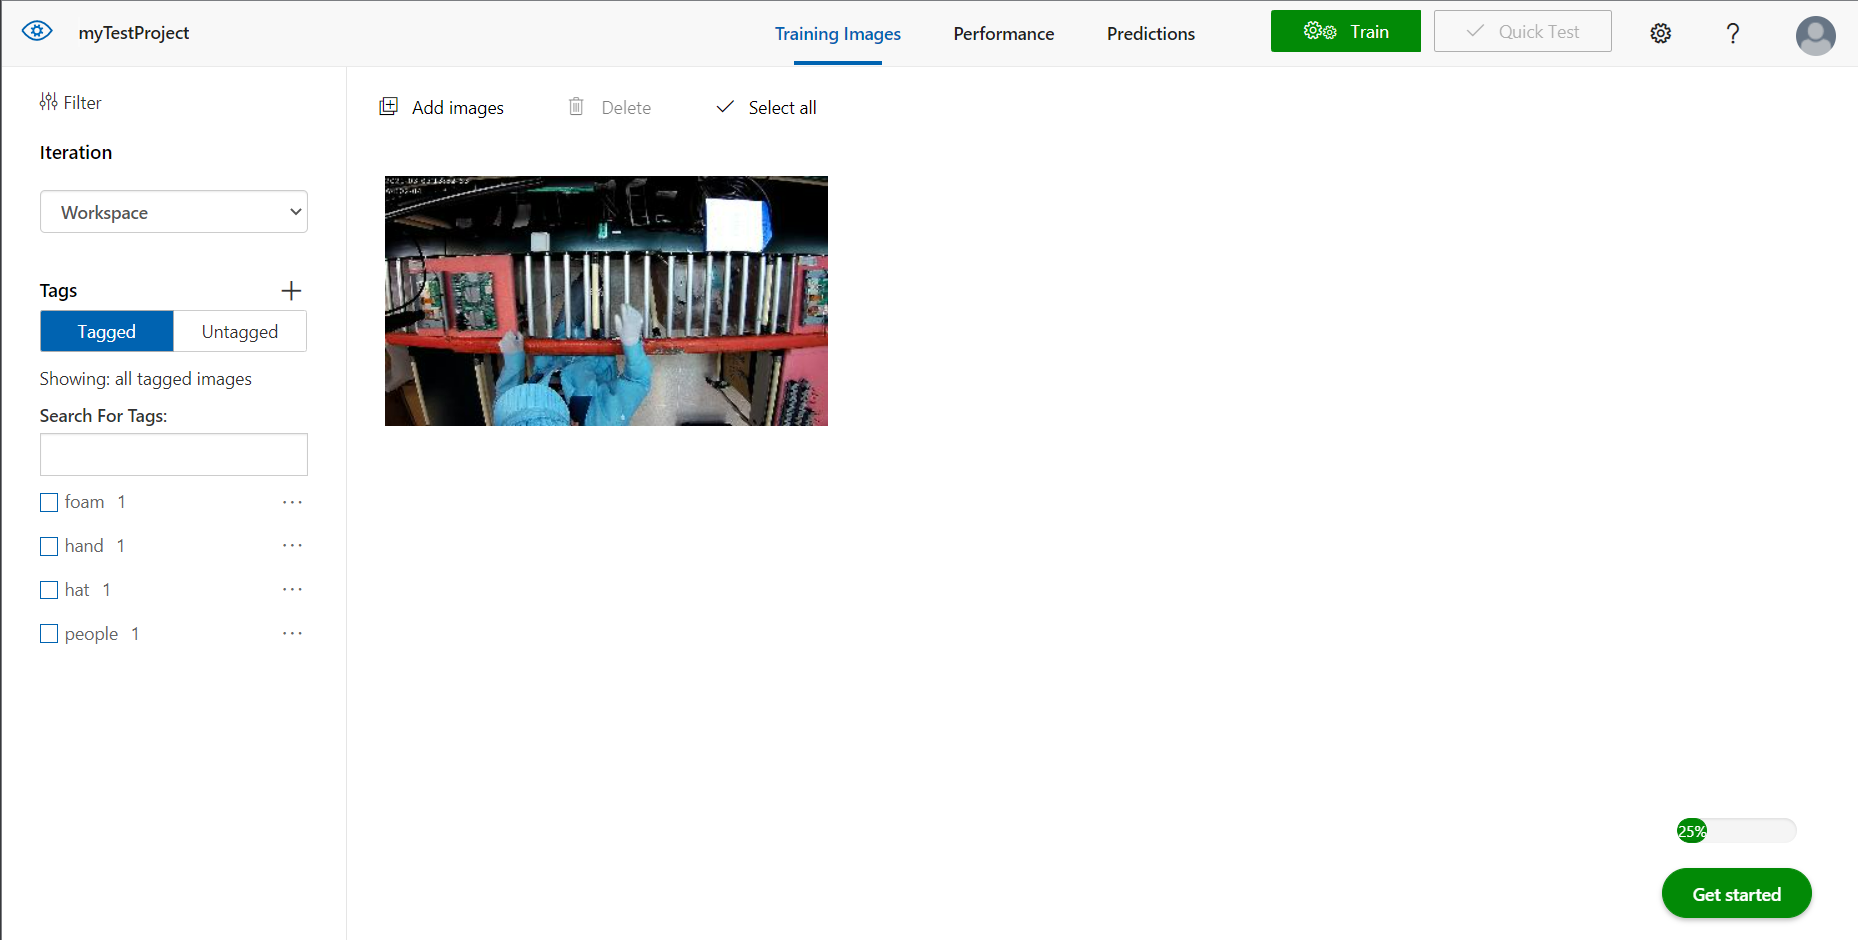 myTestProject
Training Images
Performance
Predictions
Train
Quick Test
?
Filter
Iteration
Workspace
Tags
Tagged
Untagged
Showing: all tagged images
Search For Tags:
foam 1
hand 1
hat 1
people 1
Add images
Delete
Select all
25%
Get started